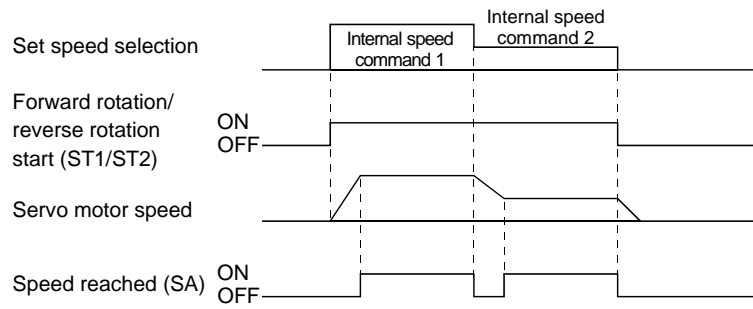 Internal speed
command 2
Internal speed
command 1
Set speed selection
Forward rotation/
reverse rotation
start (ST1/ST2)
ON
OFF
Servo motor speed
Speed reached (SA)
ON
OFF